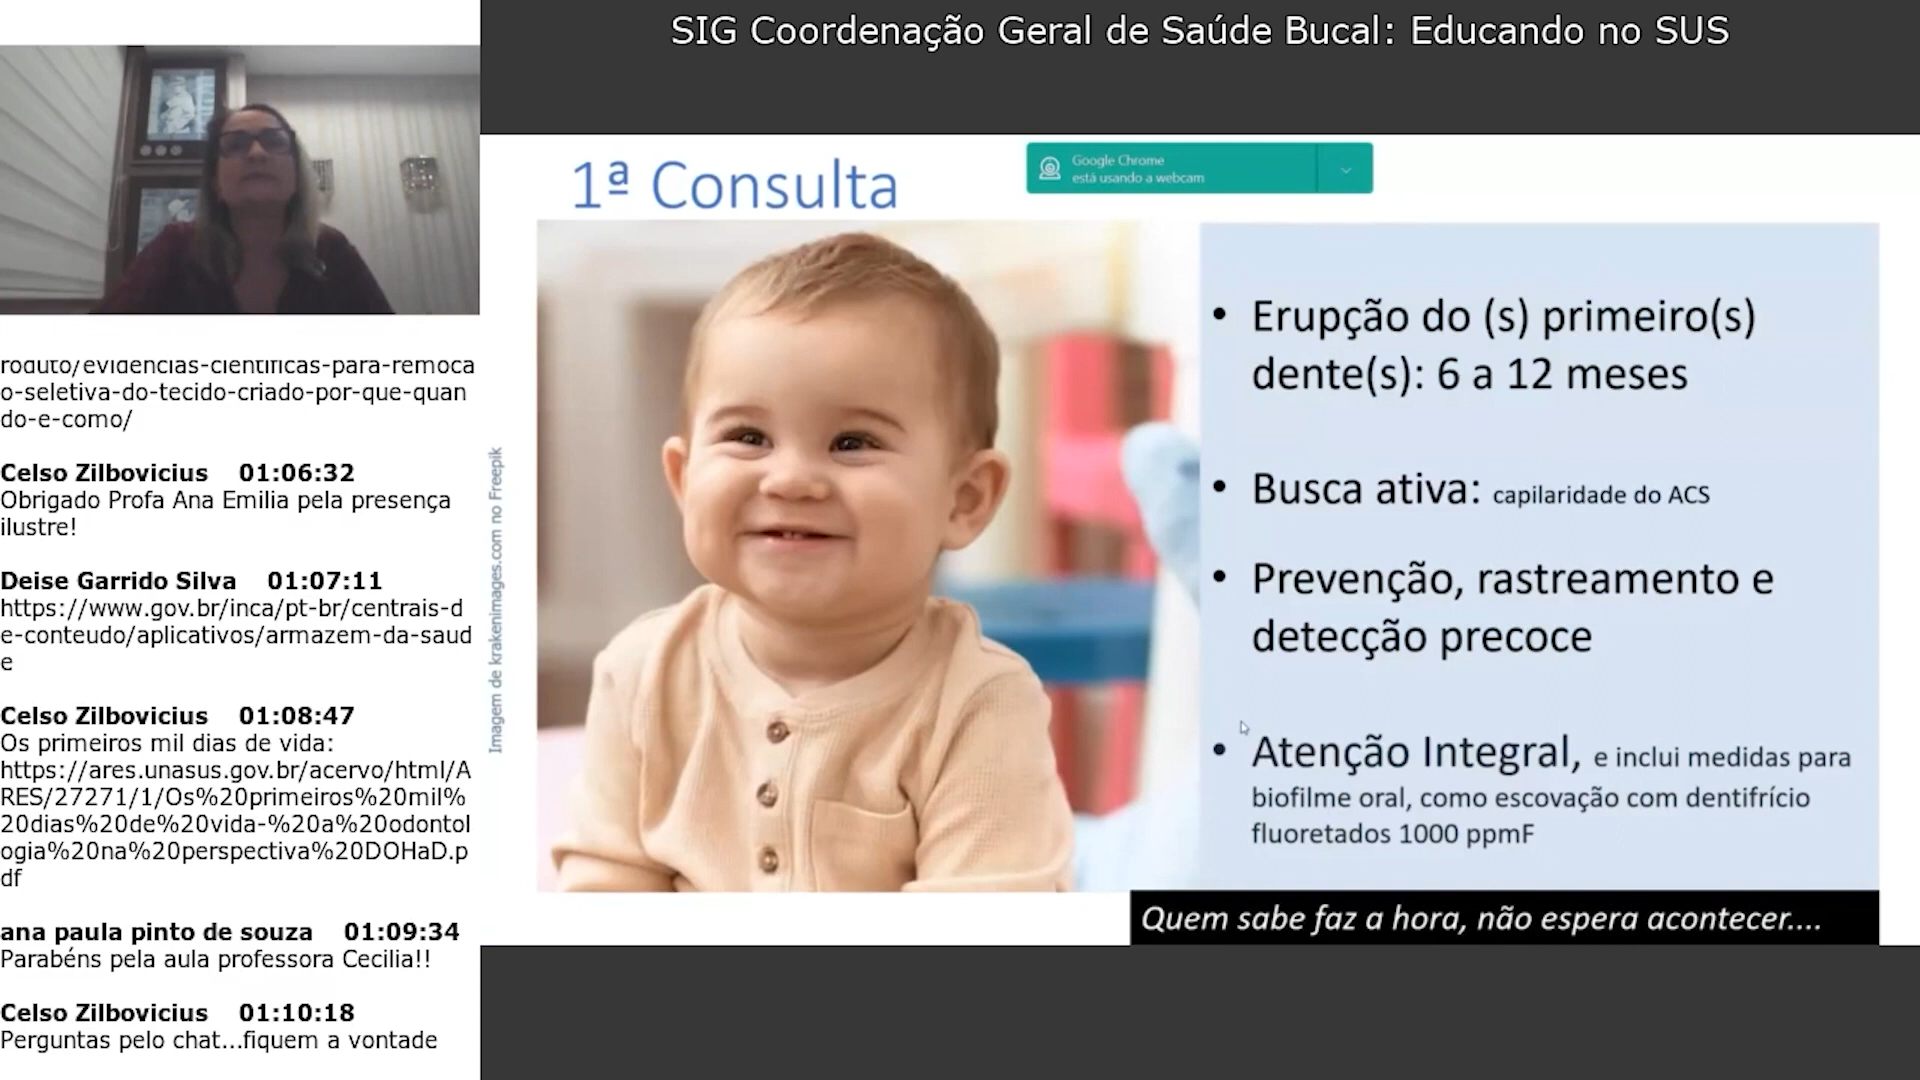 SIG Coordenação Geral de Saúde Bucal: Educando no SUS
roduto/evidencias-cientificas-para-remoca
o-seletiva-do-tecido-criado-por-que-quan
do-e-como/
Celso Zilbovicius 01:06:32
Obrigado Profa Ana Emilia pela presença
ilustre!
Deise Garrido Silva 01:07:11
https://www.gov.br/inca/pt-br/centrais-d
e-conteudo/aplicativos/armazem-da-saud
e
Celso Zilbovicius 01:08:47
Os primeiros mil dias de vida:
https://ares.unasus.gov.br/acervo/html/A
RES/27271/1/Os%20primeiros%20mil%
20dias%20de%20vida-%20a%20odontol
ogia%20na%20perspectiva%20DOHaD.p
df
ana paula pinto de souza 01:09:34
Parabéns pela aula professora Cecilia!!
Celso Zilbovicius 01:10:18
Perguntas pelo chat...fiquem a vontade
1ª Consulta
Google Chrome
está usando a webcam
Imagem de krakenimages.com no Freepik
• Erupção do (s) primeiro(s)
dente(s): 6 a 12 meses
• Busca ativa: capilaridade do ACS
• Prevenção, rastreamento e
detecção precoce
• Atenção Integral, e inclui medidas para
biofilme oral, como escovação com dentifrício
fluoretados 1000 ppmF
Quem sabe faz a hora, não espera acontecer....